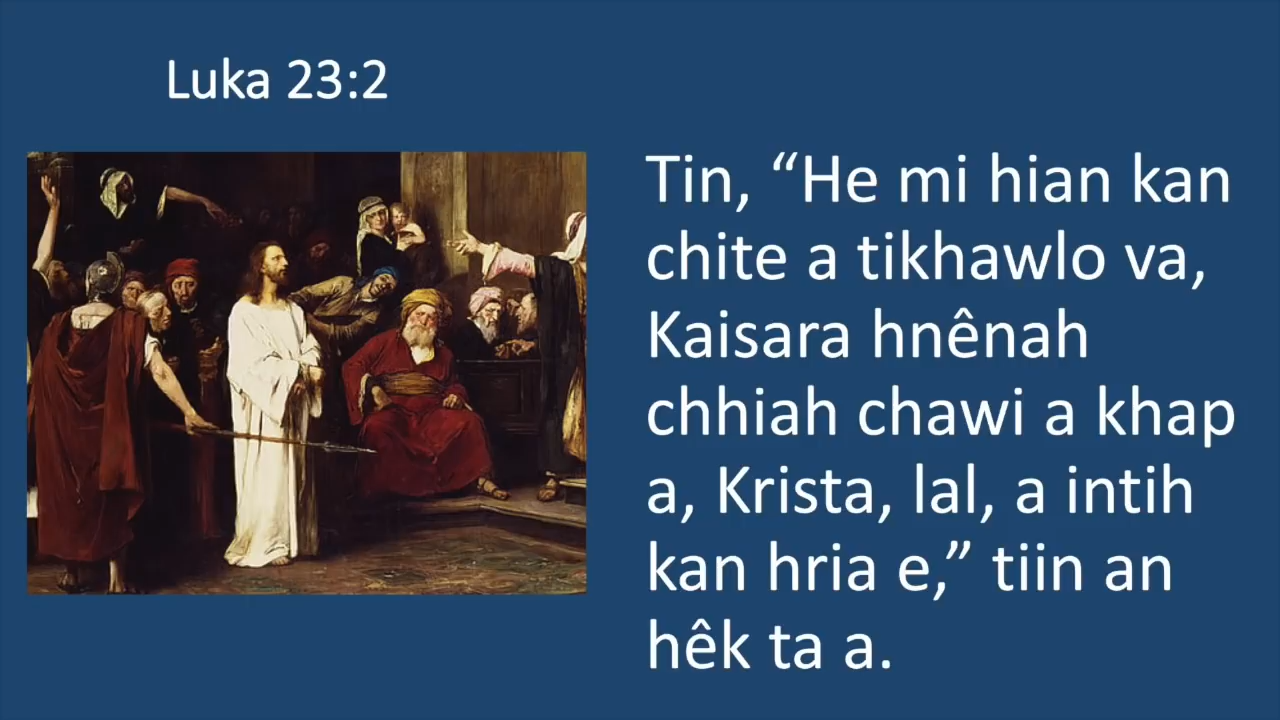 Luka 23:2
Tin, “He mi hian kan
chite a tikhawlo va,
Kaisara hnênah
chhiah chawi a khap
a, Krista, lal, a intih
kan hria e,” tiin an
hêk ta a.